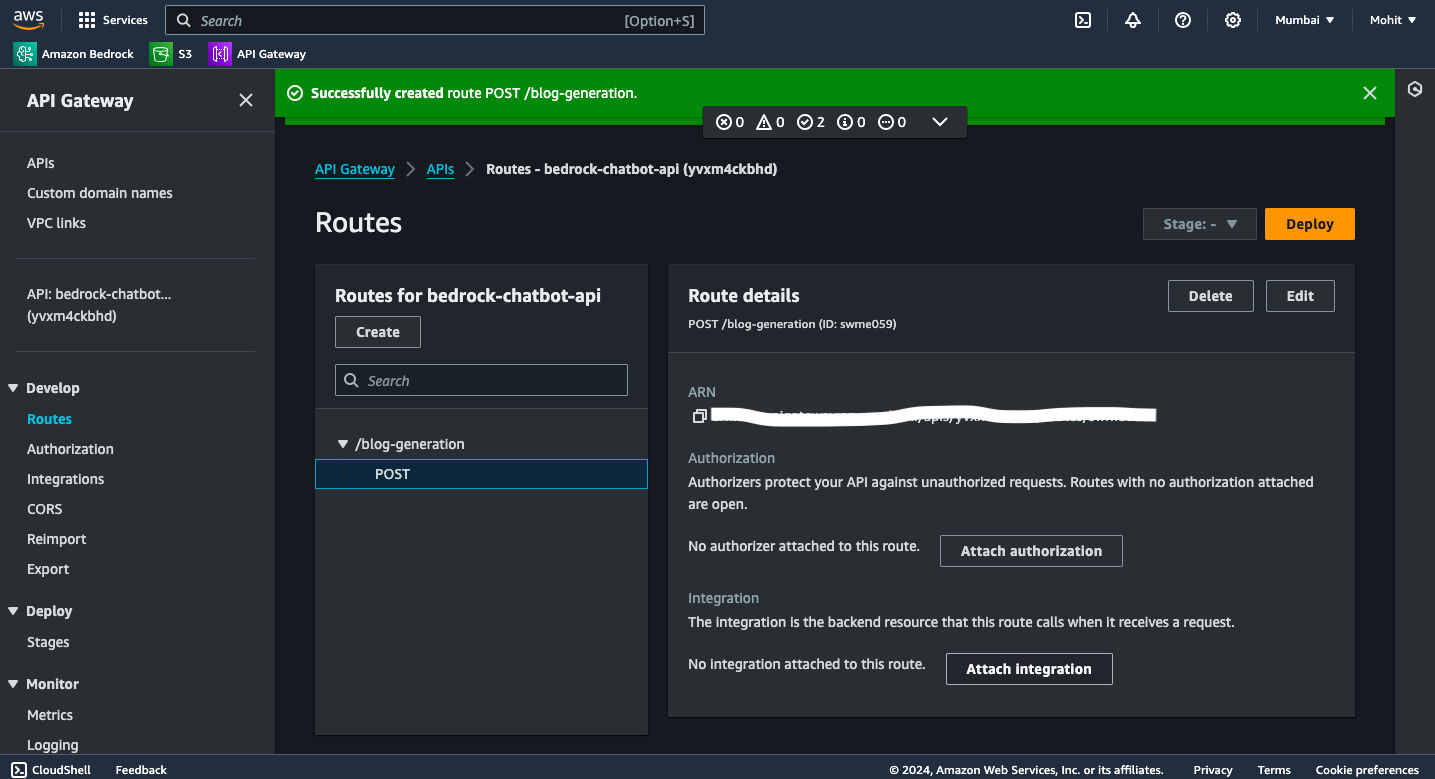 aws
Services
Search
[Option+S]
Mumbai
Mohit
Amazon Bedrock
S3
API Gateway
API Gateway
Successfully created route POST /blog-generation.
0 0 2 0 0
APIs
Custom domain names
VPC links
API: bedrock-chatbot...
(yvxm4ckbhd)
Develop
Routes
Authorization
Integrations
CORS
Reimport
Export
Deploy
Stages
Monitor
Metrics
Logging
API Gateway > APIs > Routes - bedrock-chatbot-api (yvxm4ckbhd)
Routes
Stage: -
Deploy
Routes for bedrock-chatbot-api
Create
Search
/blog-generation
POST
Route details
Delete
Edit
POST /blog-generation (ID: swme059)
ARN
Authorization
Authorizers protect your API against unauthorized requests. Routes with no authorization attached
are open.
No authorizer attached to this route.
Attach authorization
Integration
The integration is the backend resource that this route calls when it receives a request.
No integration attached to this route.
Attach integration
CloudShell
Feedback
© 2024, Amazon Web Services, Inc. or its affiliates.
Privacy
Terms
Cookie preferences